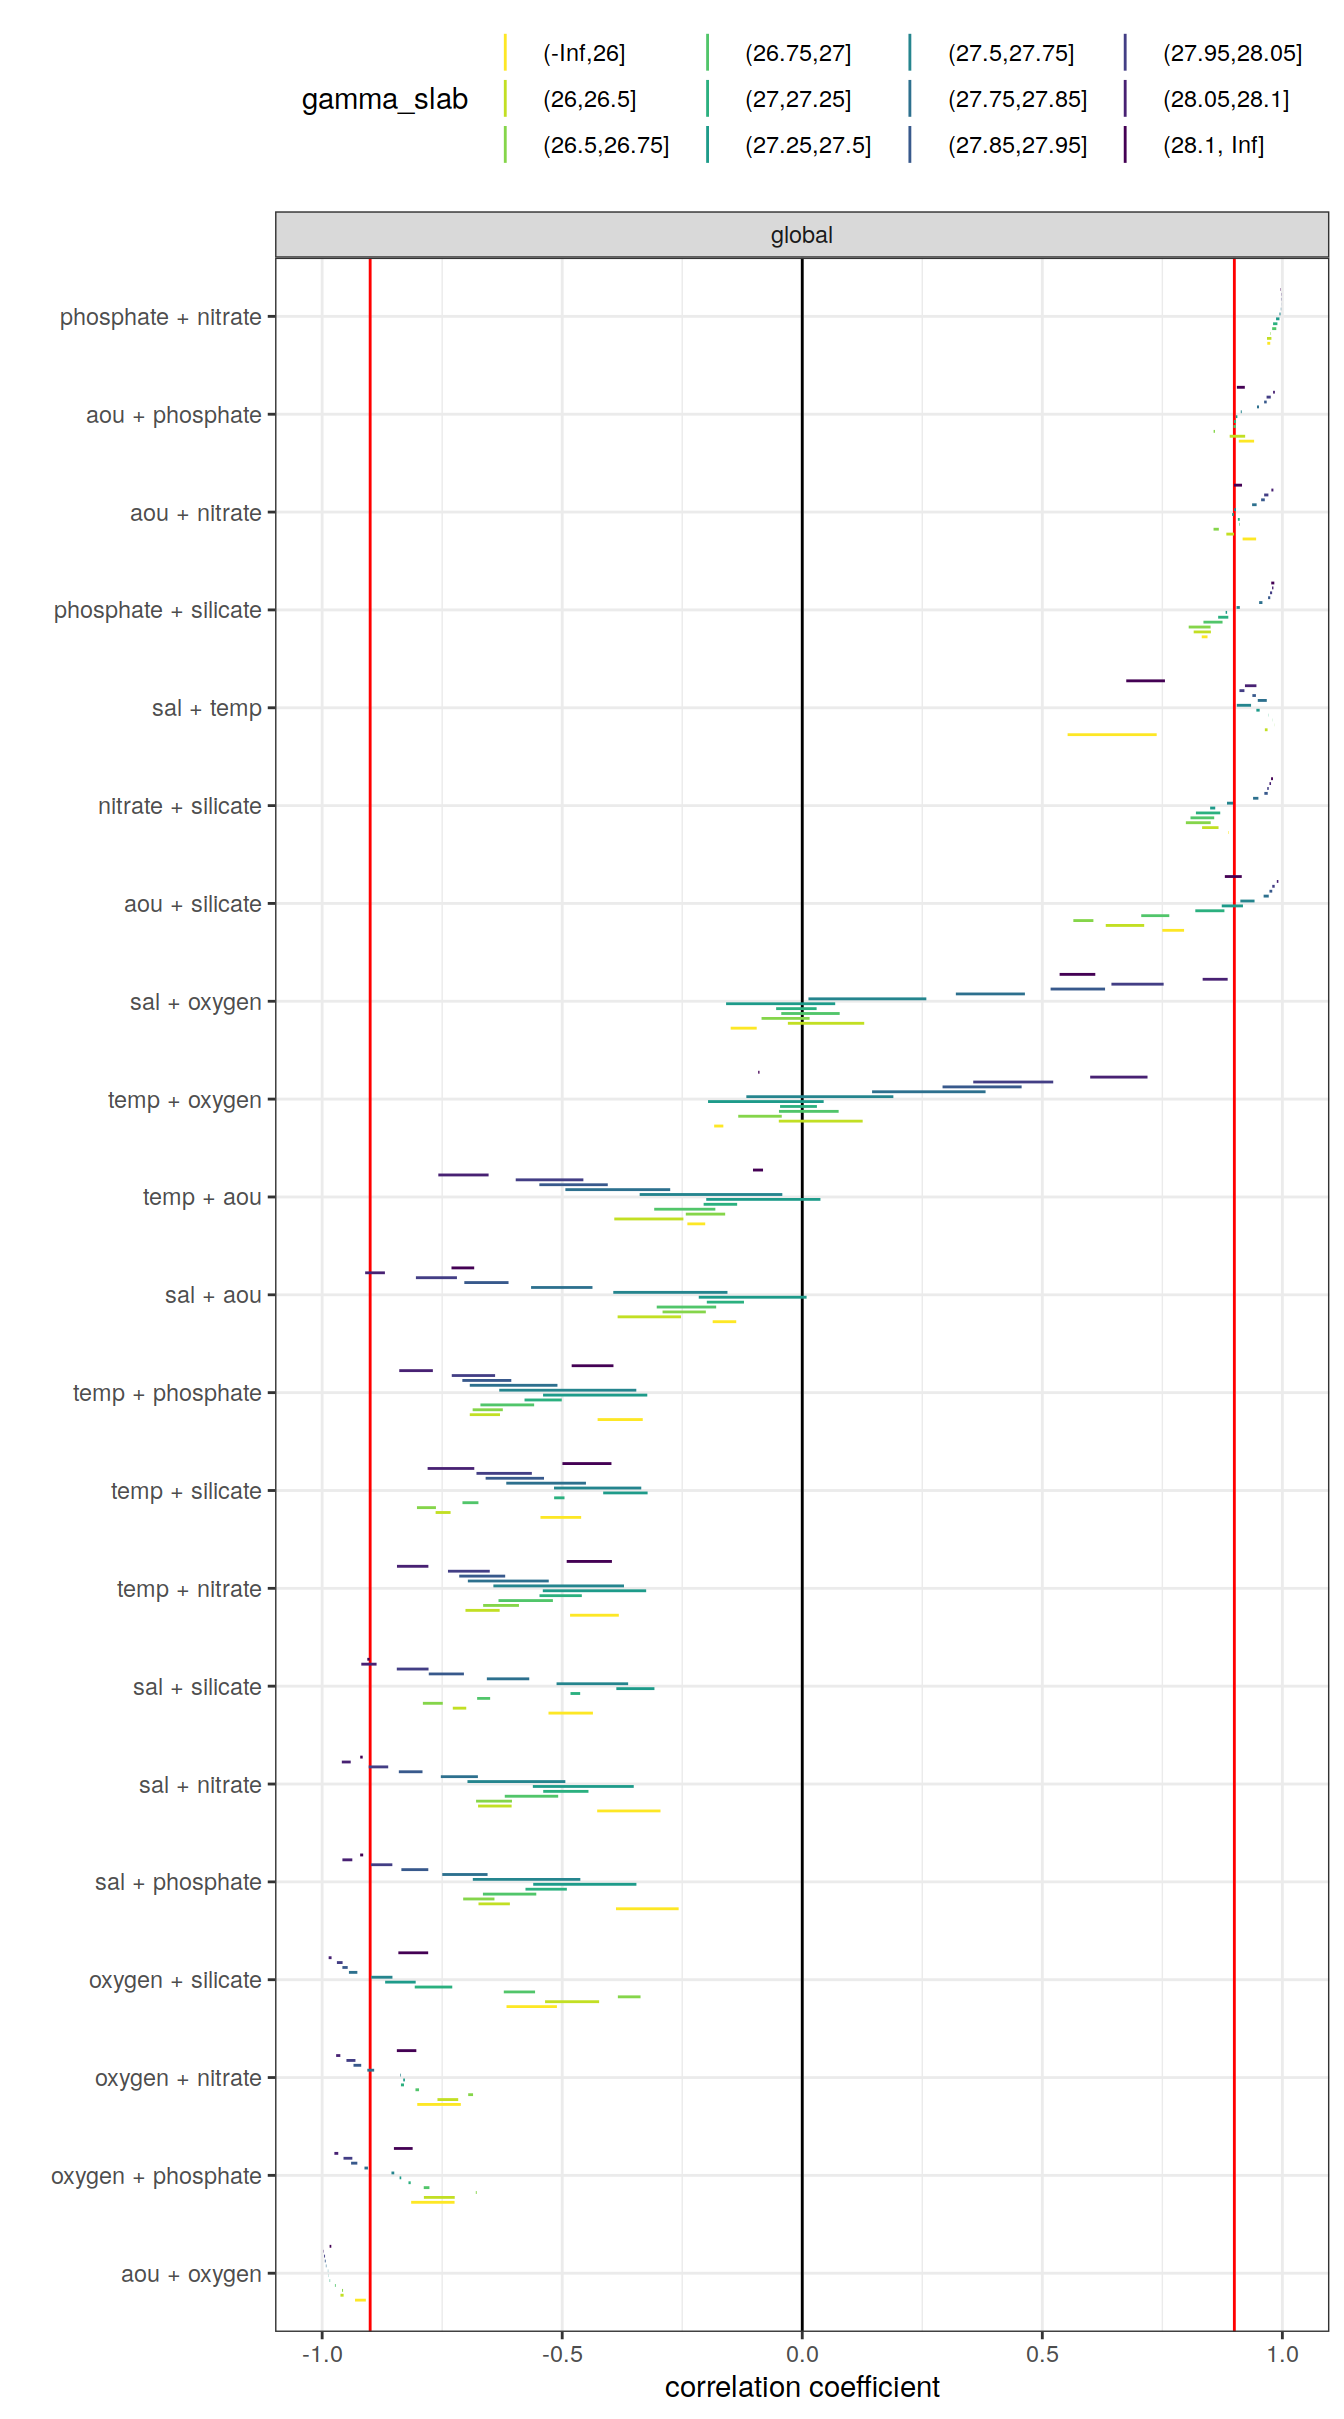 gamma_slab
(-Inf,26] (26.75,27] (27.5,27.75] (27.95,28.05]
(26,26.5] (27,27.25] (27.75,27.85] (28.05,28.1]
(26.5,26.75] (27.25,27.5] (27.85,27.95] (28.1, Inf]
global
phosphate + nitrate
aou + phosphate
aou + nitrate
phosphate + silicate
sal + temp
nitrate + silicate
aou + silicate
sal + oxygen
temp + oxygen
temp + aou
sal + aou
temp + phosphate
temp + silicate
temp + nitrate
sal + silicate
sal + nitrate
sal + phosphate
oxygen + silicate
oxygen + nitrate
oxygen + phosphate
aou + oxygen
-1.0 -0.5 0.0 0.5 1.0
correlation coefficient